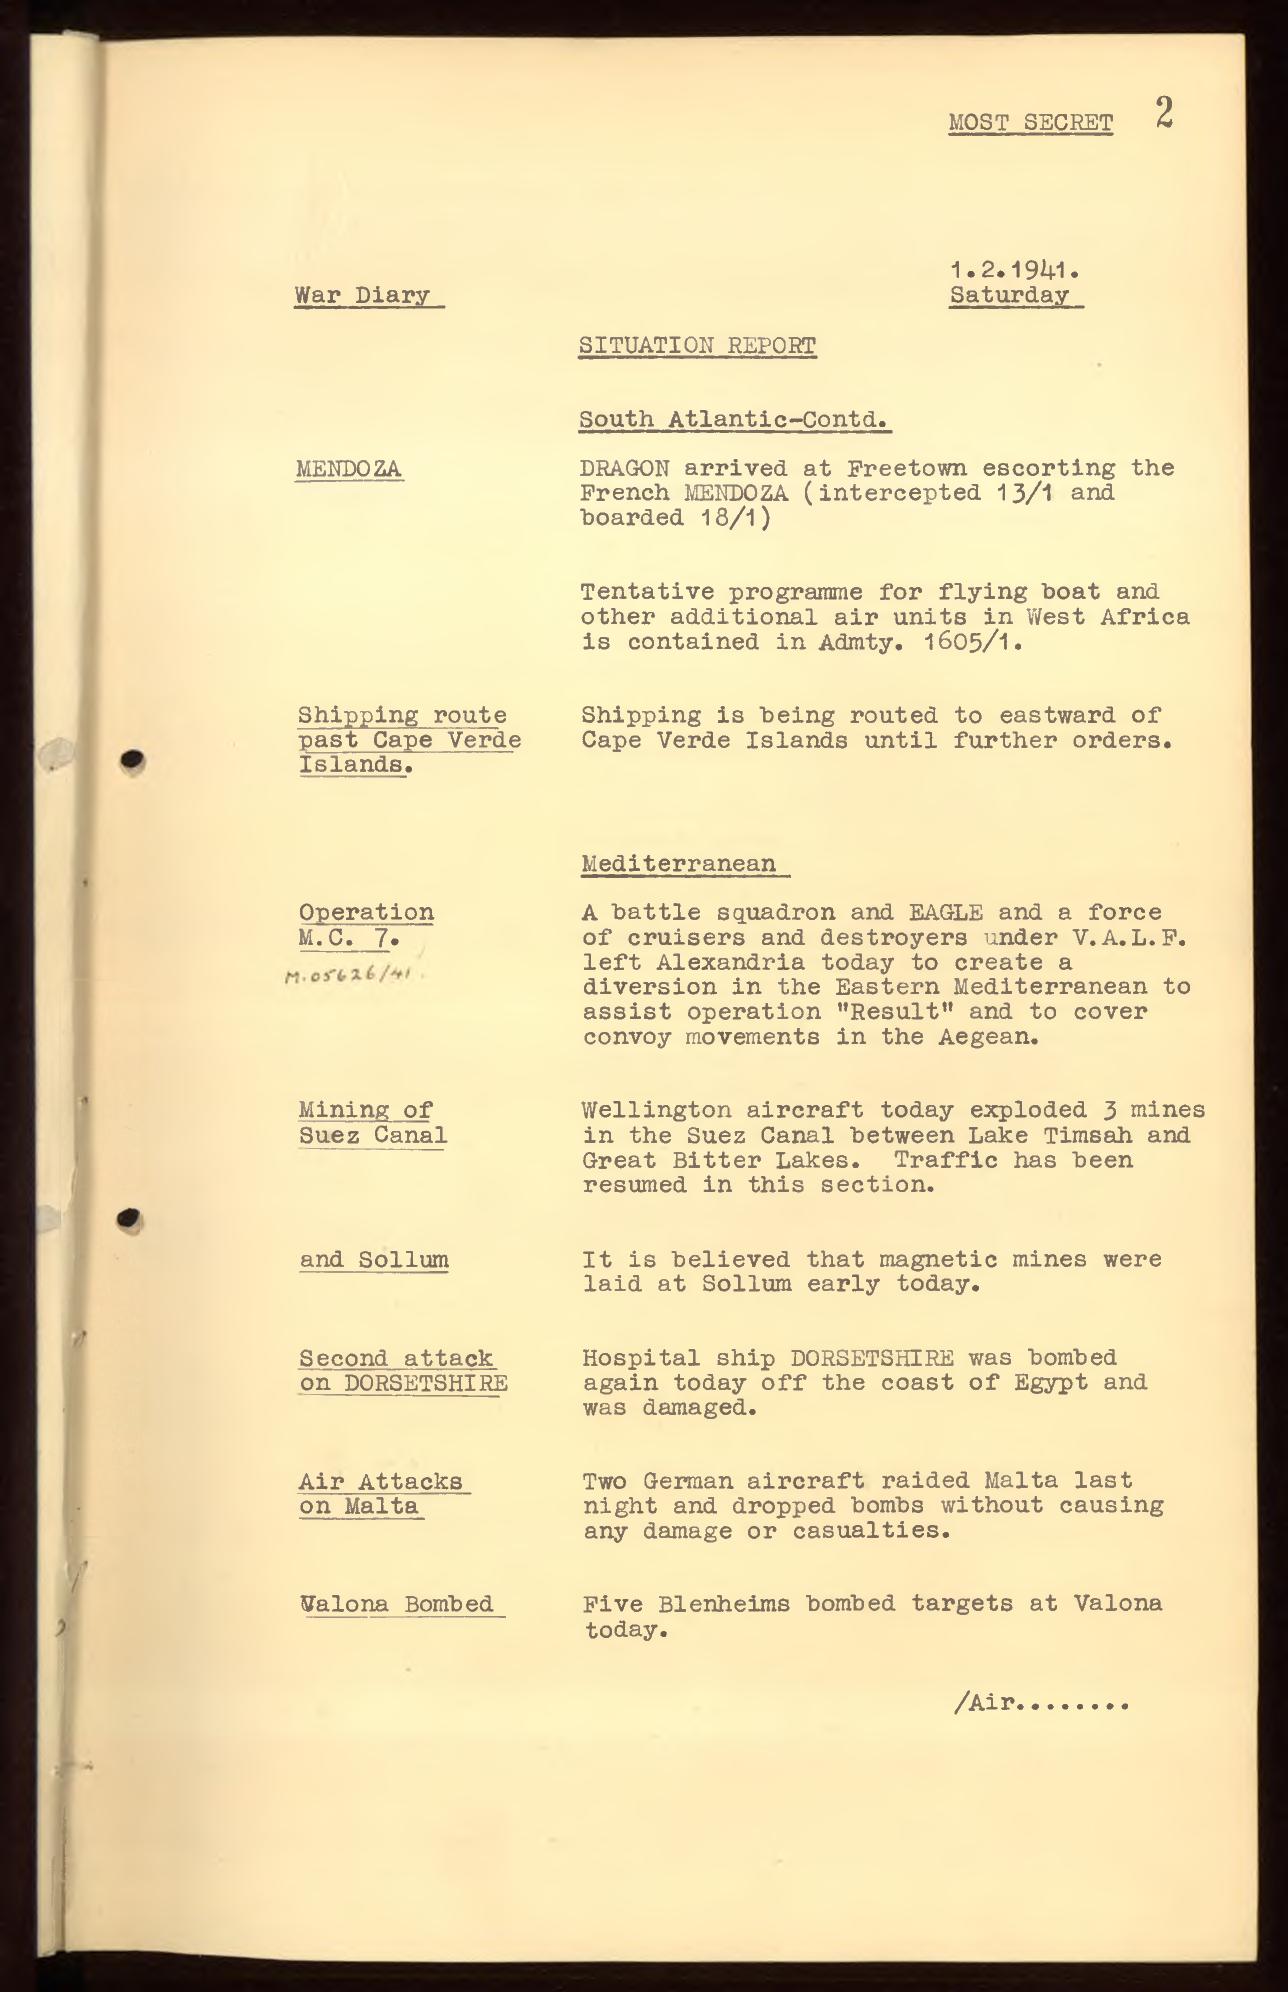 MOST SECRET 2
1.2.1941.
War Diary Saturday
SITUATION REPORT
South Atlantic-Contd.
MENDOZA DRAGON arrived at Freetown escorting the
French MENDOZA (intercepted 13/1 and
boarded 18/1)
Tentative programme for flying boat and
other additional air units in West Africa
is contained in Admty. 1605/1.
Shipping route Shipping is being routed to eastward of
past Cape Verde Cape Verde Islands until further orders.
Islands.
Mediterranean
Operation A battle squadron and EAGLE and a force
M.C. 7. of cruisers and destroyers under V.A.L.F.
M.05626/41. left Alexandria today to create a
diversion in the Eastern Mediterranean to
assist operation "Result" and to cover
convoy movements in the Aegean.
Mining of Wellington aircraft today exploded 3 mines
Suez Canal in the Suez Canal between Lake Timsah and
Great Bitter Lakes. Traffic has been
resumed in this section.
and Sollum It is believed that magnetic mines were
laid at Sollum early today.
Second attack Hospital ship DORSETSHIRE was bombed
on DORSETSHIRE again today off the coast of Egypt and
was damaged.
Air Attacks Two German aircraft raided Malta last
on Malta night and dropped bombs without causing
any damage or casualties.
Valona Bombed Five Blenheims bombed targets at Valona
today.
/Air........